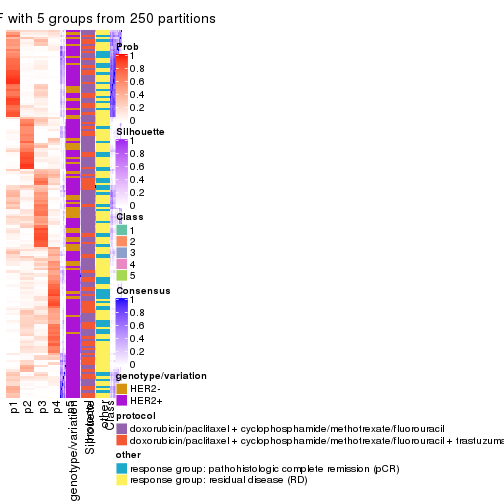 F with 5 groups from 250 partitions
Prob
1
0.8
0.6
0.4
0.2
0
Silhouette
1
0.8
0.6
0.4
0.2
0
Class
1
2
3
4
5
Consensus
1
0.8
0.6
0.4
0.2
0
genotype/variation
HER2-
HER2+
protocol
doxorubicin/paclitaxel + cyclophosphamide/methotrexate/fluorouracil
doxorubicin/paclitaxel + cyclophosphamide/methotrexate/fluorouracil + trastuzuma
other
response group: pathohistologic complete remission (pCR)
response group: residual disease (RD)
p1
p2
p3
p4
genotype/variation
Silhouette
other
Class